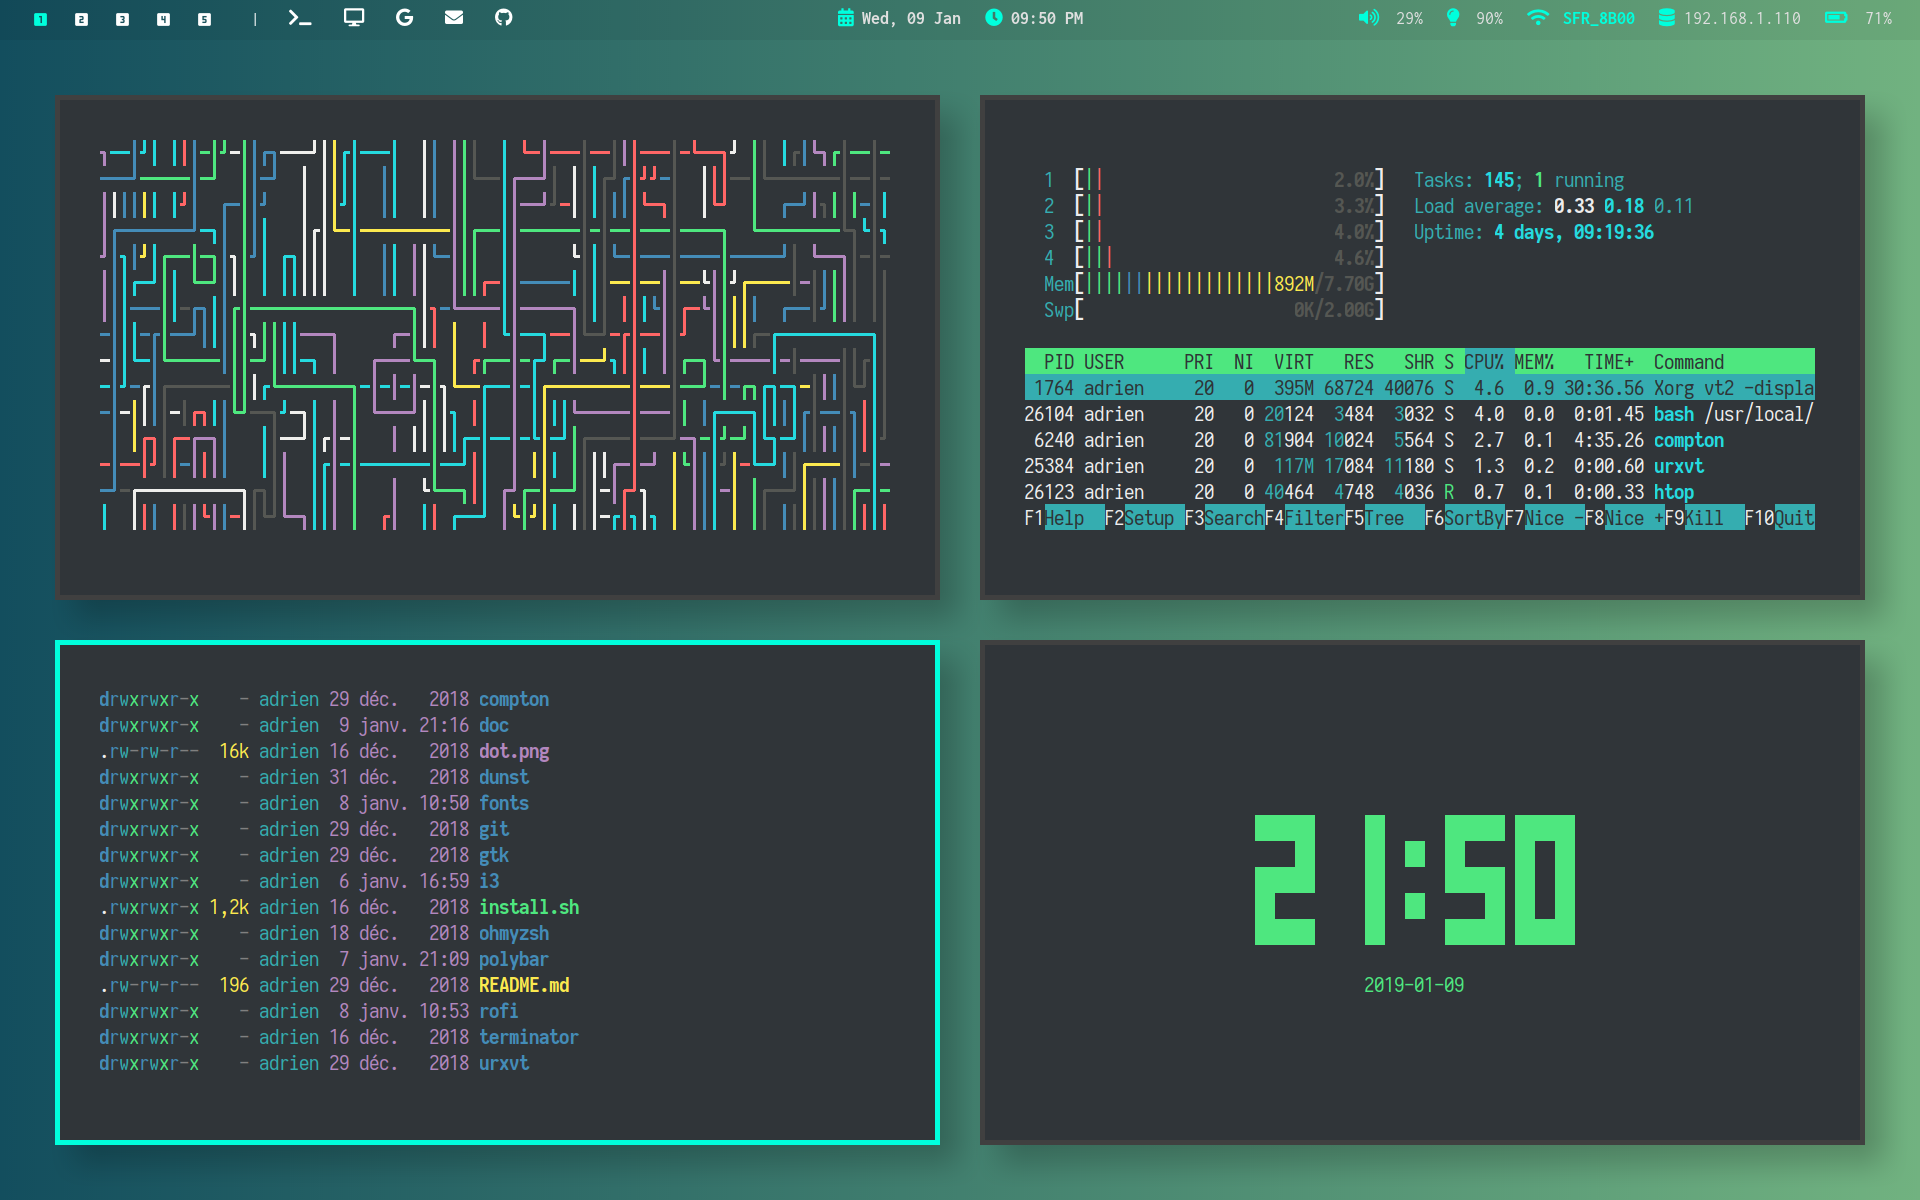 1 2 3 4 5 | Wed, 09 Jan 09:50 PM 29% 90% SFR_8B00 192.168.1.110 71%
1 [|| 2.0%] Tasks: 145; 1 running
2 [|| 3.3%] Load average: 0.33 0.18 0.11
3 [|| 4.0%] Uptime: 4 days, 09:19:36
4 [||| 4.6%]
Mem[|||||||||||||||||||892M/7.70G]
Swp[ 0K/2.00G]
PID USER PRI NI VIRT RES SHR S CPU% MEM% TIME+ Command
1764 adrien 20 0 395M 68724 40076 S 4.6 0.9 30:36.56 Xorg vt2 -displa
26104 adrien 20 0 20124 3484 3032 S 4.0 0.0 0:01.45 bash /usr/local/
6240 adrien 20 0 81904 10024 5564 S 2.7 0.1 4:35.26 compton
25384 adrien 20 0 117M 17084 11180 S 1.3 0.2 0:00.60 urxvt
26123 adrien 20 0 40464 4748 4036 R 0.7 0.1 0:00.33 htop
F1Help F2Setup F3SearchF4FilterF5Tree F6SortByF7Nice -F8Nice +F9Kill F10Quit
drwxrwxr-x - adrien 29 déc. 2018 compton
drwxrwxr-x - adrien 9 janv. 21:16 doc
.rw-rw-r-- 16k adrien 16 déc. 2018 dot.png
drwxrwxr-x - adrien 31 déc. 2018 dunst
drwxrwxr-x - adrien 8 janv. 10:50 fonts
drwxrwxr-x - adrien 29 déc. 2018 git
drwxrwxr-x - adrien 29 déc. 2018 gtk
drwxrwxr-x - adrien 6 janv. 16:59 i3
.rwxrwxr-x 1,2k adrien 16 déc. 2018 install.sh
drwxrwxr-x - adrien 18 déc. 2018 ohmyzsh
drwxrwxr-x - adrien 7 janv. 21:09 polybar
.rw-rw-r-- 196 adrien 29 déc. 2018 README.md
drwxrwxr-x - adrien 8 janv. 10:53 rofi
drwxrwxr-x - adrien 16 déc. 2018 terminator
drwxrwxr-x - adrien 29 déc. 2018 urxvt
21:50
2019-01-09